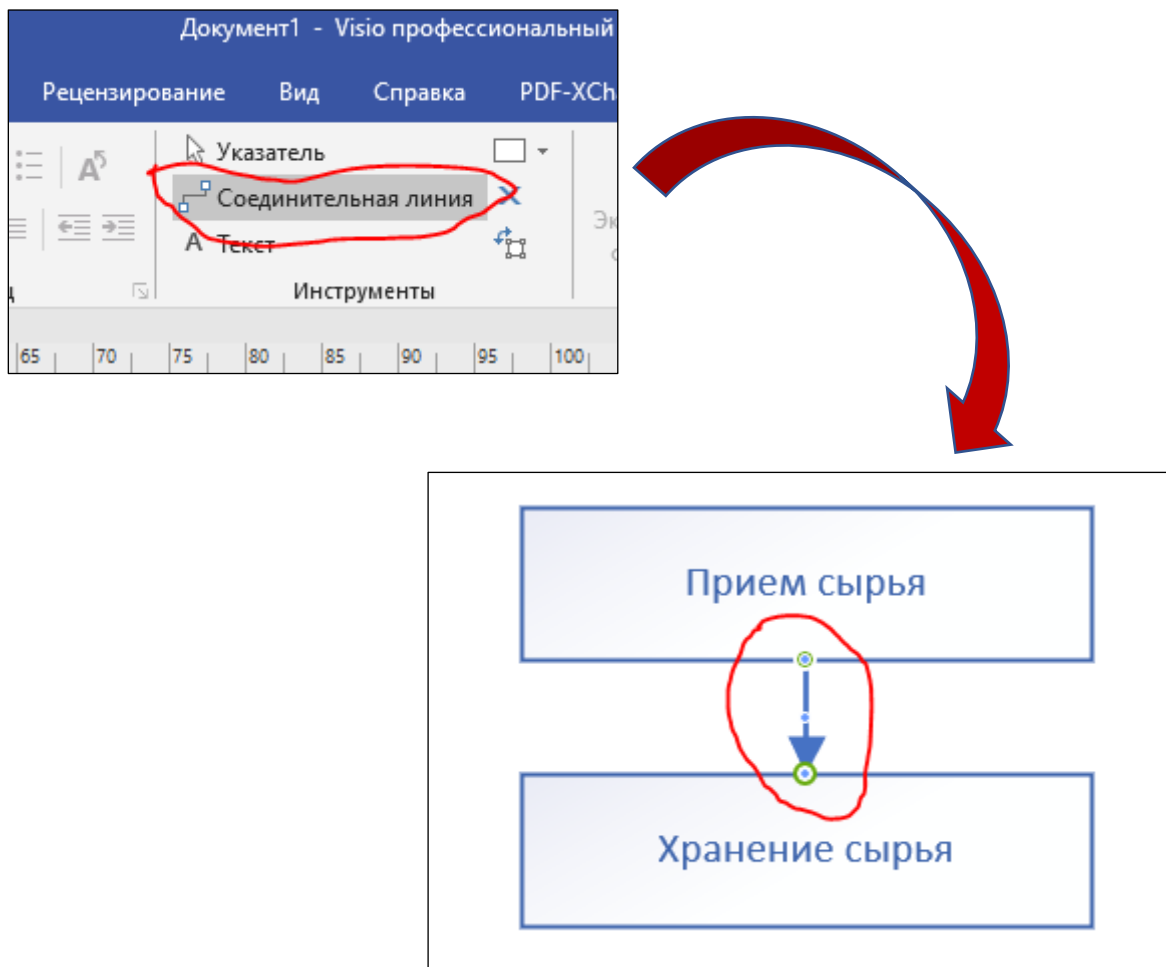 Документ1 - Visio профессиональный
Рецензирование Вид Справка PDF-XCh
Указатель
Соединительная линия
Эк
A Текст
Инструменты
65 70 75 80 85 90 95 100
Прием сырья
Хранение сырья